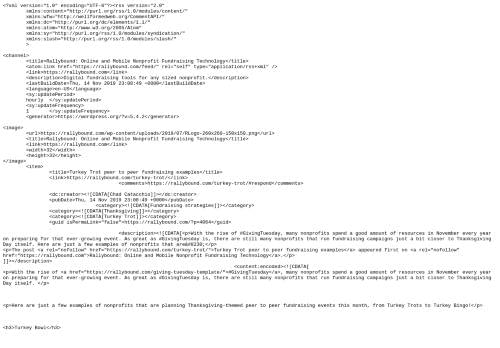 <?xml version="1.0" encoding="UTF-8"?><rss version="2.0"
xmlns:content="http://purl.org/rss/1.0/modules/content/"
xmlns:wfw="http://wellformedweb.org/CommentAPI/"
xmlns:dc="http://purl.org/dc/elements/1.1/"
xmlns:atom="http://www.w3.org/2005/Atom"
xmlns:sy="http://purl.org/rss/1.0/modules/syndication/"
xmlns:slash="http://purl.org/rss/1.0/modules/slash/"
>
<channel>
<title>Rallybound: Online and Mobile Nonprofit Fundraising Technology</title>
<atom:link href="https://rallybound.com/feed/" rel="self" type="application/rss+xml" />
<link>https://rallybound.com</link>
<description>Digital fundraising tools for any sized nonprofit.</description>
<lastBuildDate>Thu, 14 Nov 2019 23:00:49 +0000</lastBuildDate>
<language>en-US</language>
<sy:updatePeriod>
hourly </sy:updatePeriod>
<sy:updateFrequency>
1 </sy:updateFrequency>
<generator>https://wordpress.org/?v=5.4.2</generator>
<image>
<url>https://rallybound.com/wp-content/uploads/2018/07/RLogo-260x260-150x150.png</url>
<title>Rallybound: Online and Mobile Nonprofit Fundraising Technology</title>
<link>https://rallybound.com</link>
<width>32</width>
<height>32</height>
</image>
<item>
<title>Turkey Trot peer to peer fundraising examples</title>
<link>https://rallybound.com/turkey-trot/</link>
<comments>https://rallybound.com/turkey-trot/#respond</comments>
<dc:creator><![CDATA[Chad Catacchio]]></dc:creator>
<pubDate>Thu, 14 Nov 2019 23:00:49 +0000</pubDate>
<category><![CDATA[Fundraising strategies]]></category>
<category><![CDATA[Thanksgiving]]></category>
<category><![CDATA[Turkey Trot]]></category>
<guid isPermaLink="false">https://rallybound.com/?p=4064</guid>
<description><![CDATA[<p>With the rise of #GivingTuesday, many nonprofits spend a good amount of resources in November every year
on preparing for that ever-growing event. As great as #GivingTuesday is, there are still many nonprofits that run fundraising campaigns just a bit closer to Thanksgiving
Day itself. Here are just a few examples of nonprofits that are&#8230;</p>
<p>The post <a rel="nofollow" href="https://rallybound.com/turkey-trot/">Turkey Trot peer to peer fundraising examples</a> appeared first on <a rel="nofollow"
href="https://rallybound.com">Rallybound: Online and Mobile Nonprofit Fundraising Technology</a>.</p>
]]></description>
<content:encoded><![CDATA[
<p>With the rise of <a href="https://rallybound.com/giving-tuesday-template/">#GivingTuesday</a>, many nonprofits spend a good amount of resources in November every year
on preparing for that ever-growing event. As great as #GivingTuesday is, there are still many nonprofits that run fundraising campaigns just a bit closer to Thanksgiving
Day itself. </p>
<p>Here are just a few examples of nonprofits that are planning Thanksgiving-themed peer to peer fundraising events this month, from Turkey Trots to Turkey Bingo!</p>
<h3>Turkey Bowl</h3>